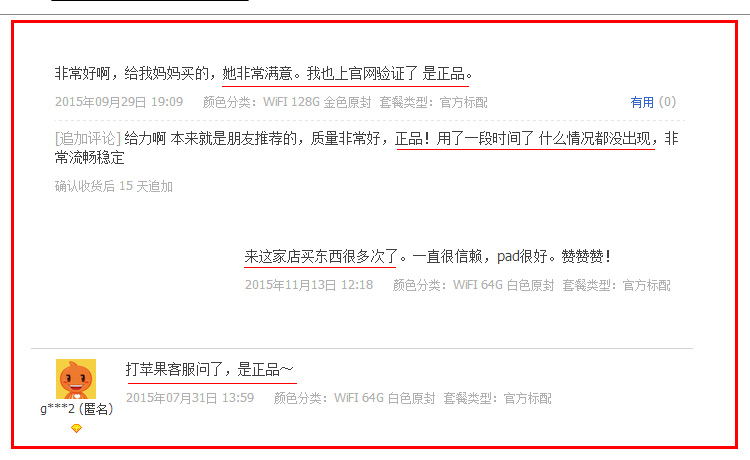 非常好啊，给我妈妈买的，她非常满意。我也上官网验证了 是正品。
2015年09月29日 19:09 颜色分类：WiFI 128G 金色原封 套餐类型：官方标配 有用 (0)
[追加评论] 给力啊 本来就是朋友推荐的，质量非常好，正品！用了一段时间了 什么情况都没出现，非
常流畅稳定
确认收货后 15 天追加
来这家店买东西很多次了。一直很信赖，pad很好。赞赞赞！
2015年11月13日 12:18 颜色分类：WiFI 64G 白色原封 套餐类型：官方标配
打苹果客服问了，是正品～
2015年07月31日 13:59 颜色分类：WiFI 64G 白色原封 套餐类型：官方标配
g***2 (匿名)